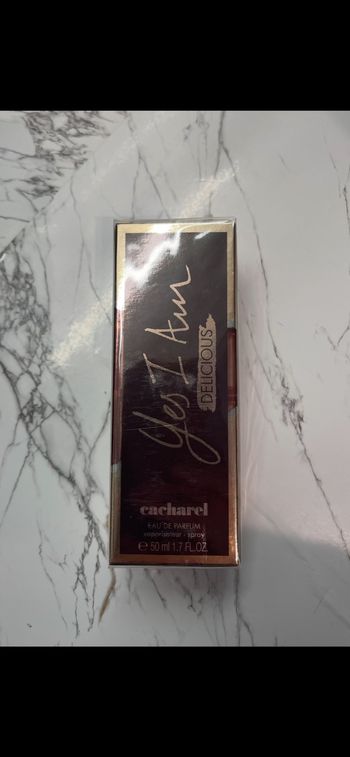 Yes I Am
DELICIOUS
cacharel
EAU DE PARFUM
vaporisateur - spray
℮ 50 ml 1.7 FL.OZ